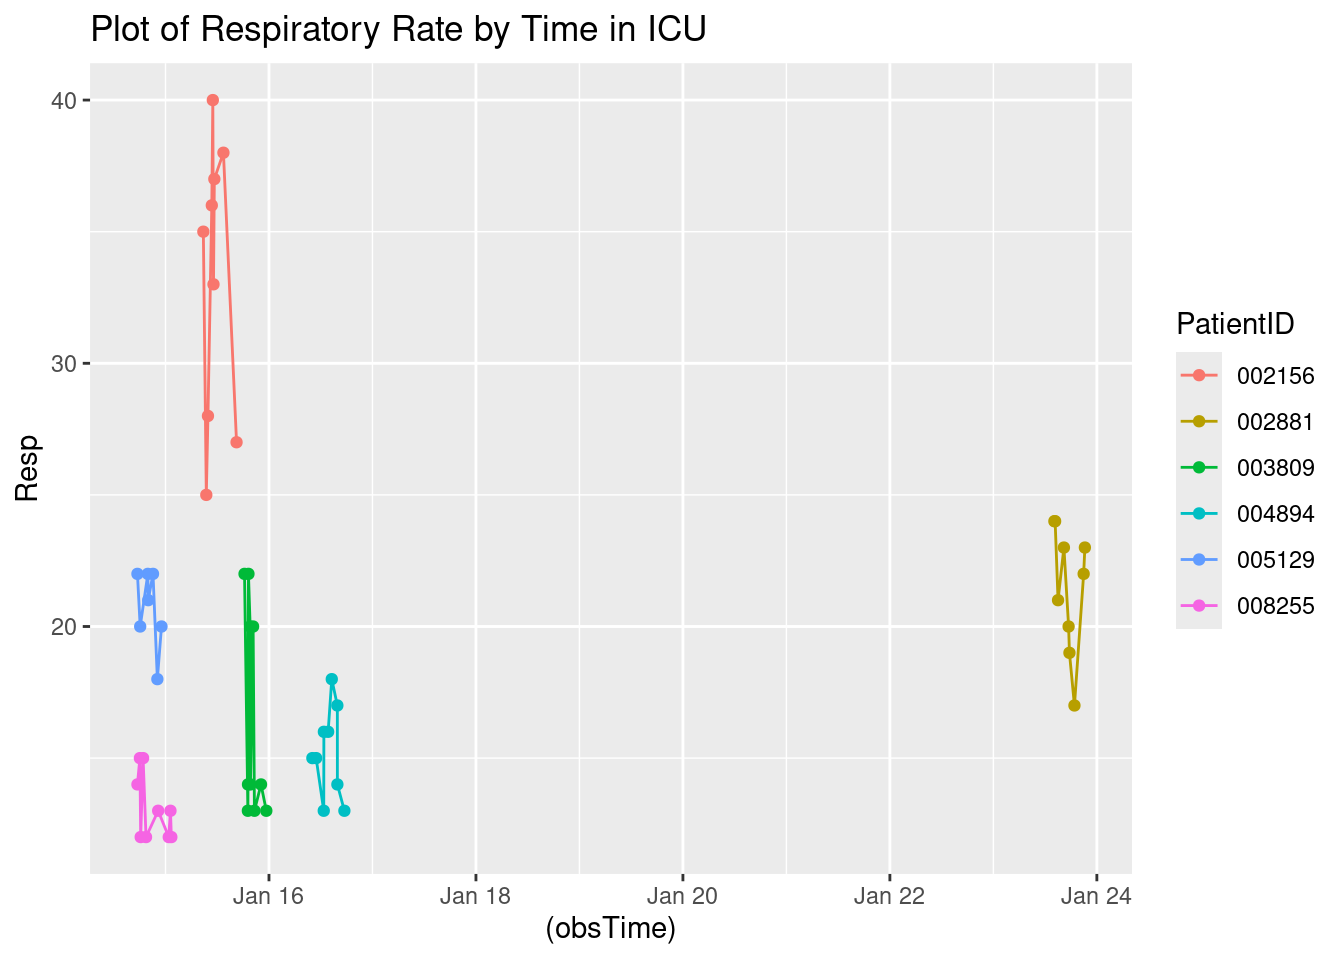 Plot of Respiratory Rate by Time in ICU
40
30
20
Resp
Jan 16
Jan 18
Jan 20
Jan 22
Jan 24
(obsTime)
PatientID
002156
002881
003809
004894
005129
008255